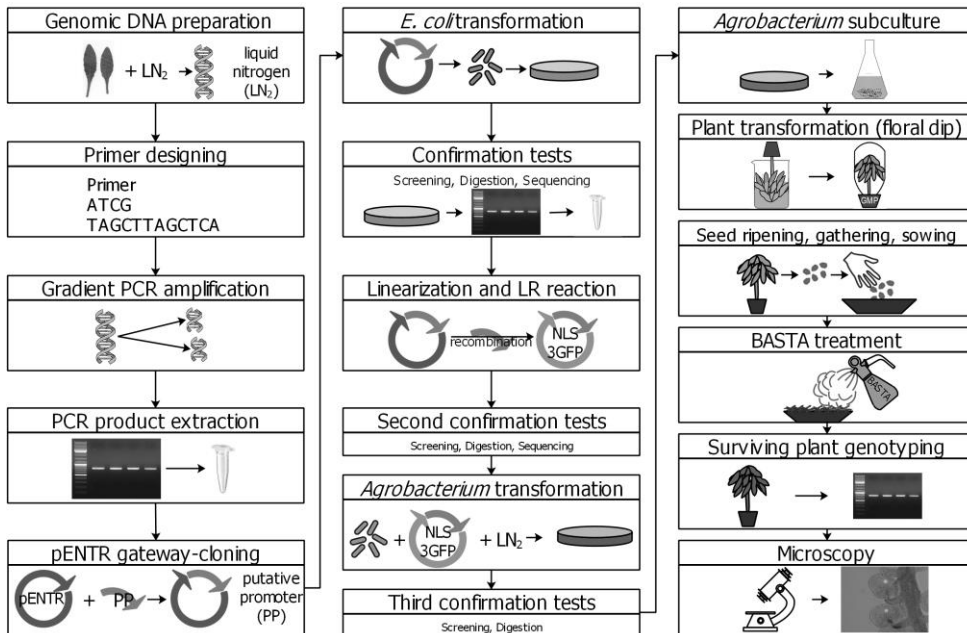 Genomic DNA preparation
+ LN₂
liquid
nitrogen
(LN₂)
Primer designing
Primer
ATCG
TAGCTTAGCTCA
Gradient PCR amplification
PCR product extraction
pENTR gateway-cloning
pENTR + PP
putative
promoter
(PP)
E. coli transformation
Confirmation tests
Screening, Digestion, Sequencing
Linearization and LR reaction
recombination
NLS
3GFP
Second confirmation tests
Screening, Digestion, Sequencing
Agrobacterium transformation
+ NLS
3GFP
+ LN₂
Third confirmation tests
Screening, Digestion
Agrobacterium subculture
Plant transformation (floral dip)
GMP
Seed ripening, gathering, sowing
BASTA treatment
BASTA
Surviving plant genotyping
Microscopy